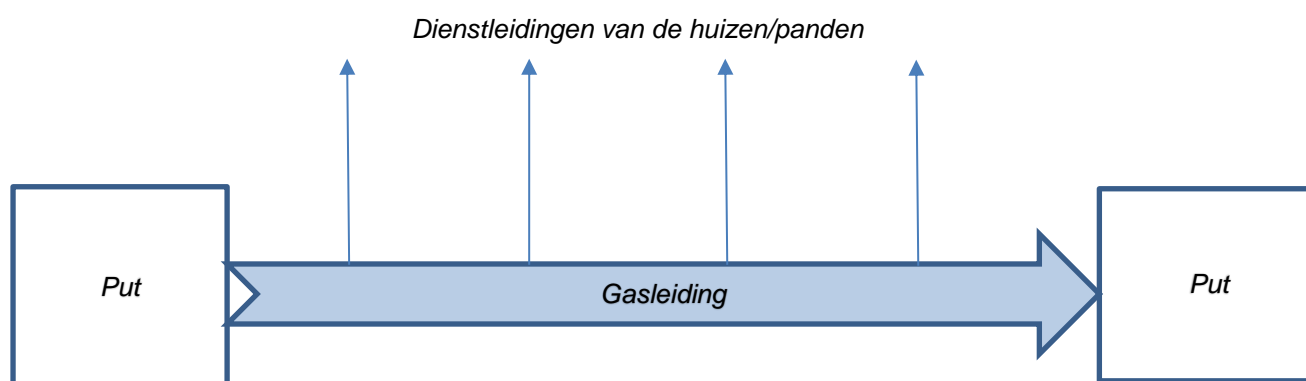 Dienstleidingen van de huizen/panden
Put
Gasleiding
Put